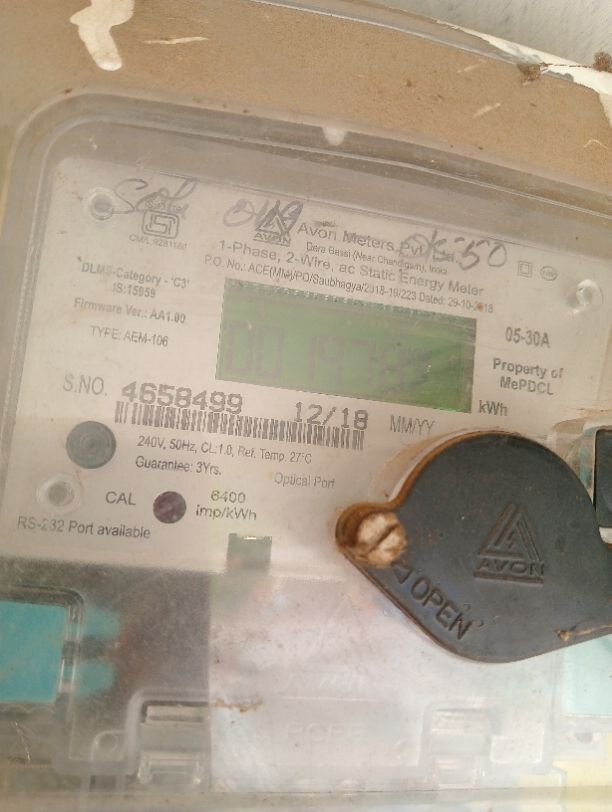 CM/L 9281160
AVON
Avon Meters Pvt. Ltd.
Dera Bassi (Near Chandigarh), India
1-Phase, 2-Wire, ac Static Energy Meter
P.O. No.: ACE(MM)/PO/Saubhagya/2018-19/223 Dated: 29-10-2018
DLMS-Category - 'C3'
IS:15959
Firmware Ver.: AA1.00
TYPE: AEM-106
05-30A
Property of
MePDCL
kWh
S.NO. 4658499 12/18 MM/YY
240V, 50Hz, CL:1.0, Ref. Temp. 27°C
Guarantee: 3Yrs.
Optical Port
CAL 6400
imp/kWh
RS-232 Port available
AVON
OPEN